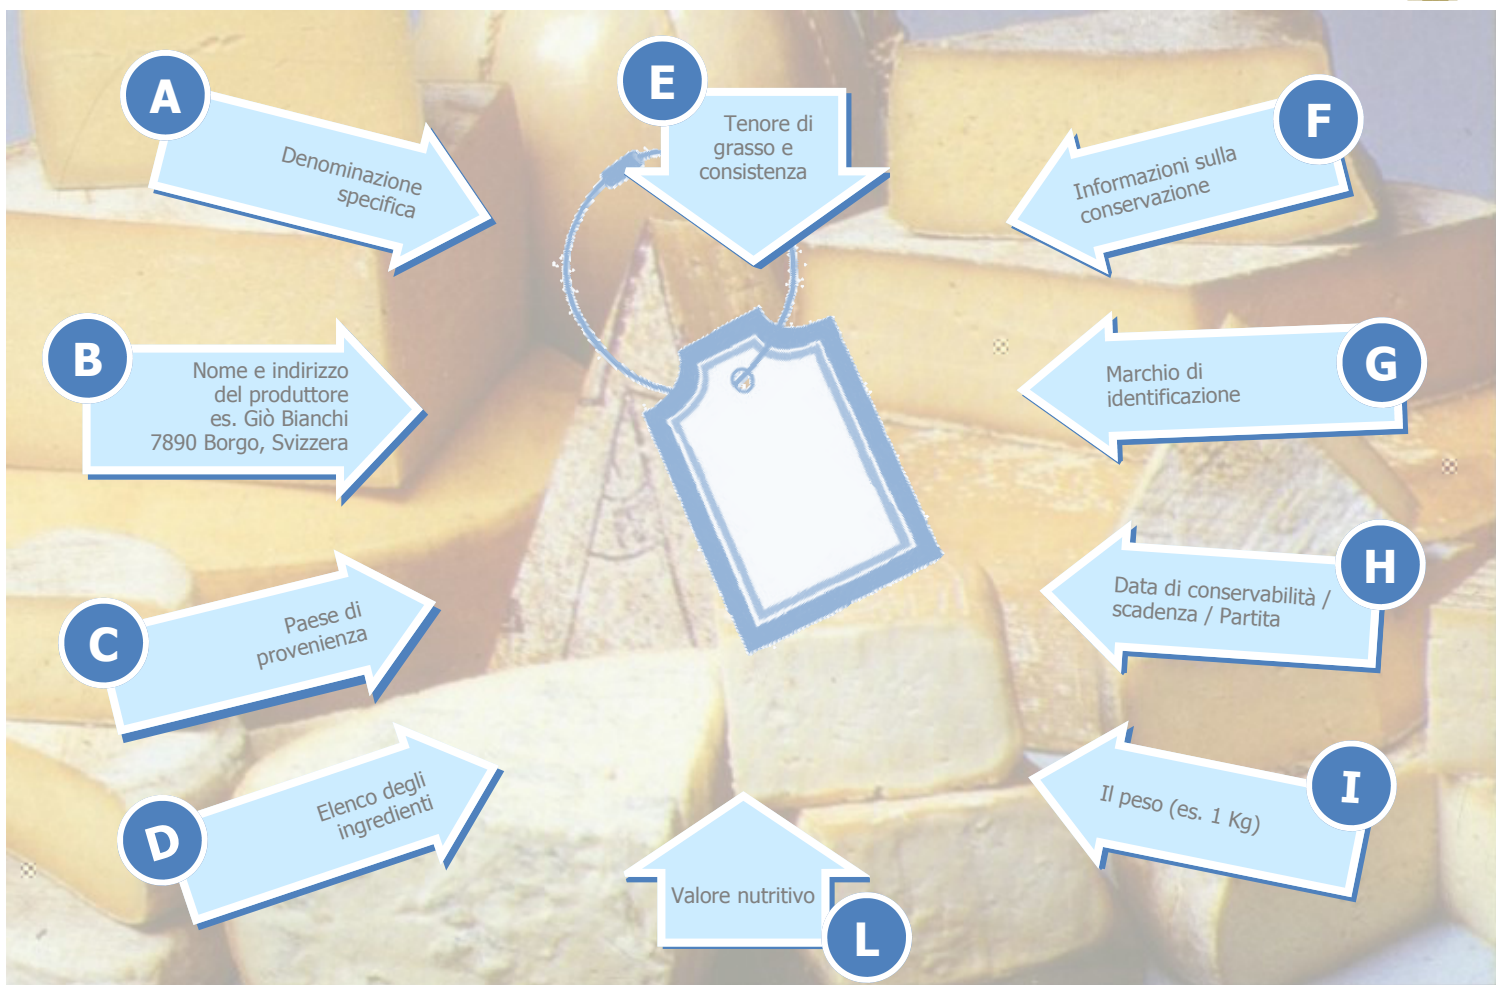 A
Denominazione
specifica
B
Nome e indirizzo
del produttore
es. Giò Bianchi
7890 Borgo, Svizzera
C
Paese di
provenienza
D
Elenco degli
ingredienti
E
Tenore di
grasso e
consistenza
F
Informazioni sulla
conservazione
G
Marchio di
identificazione
H
Data di conservabilità /
scadenza / Partita
I
Il peso (es. 1 Kg)
L
Valore nutritivo